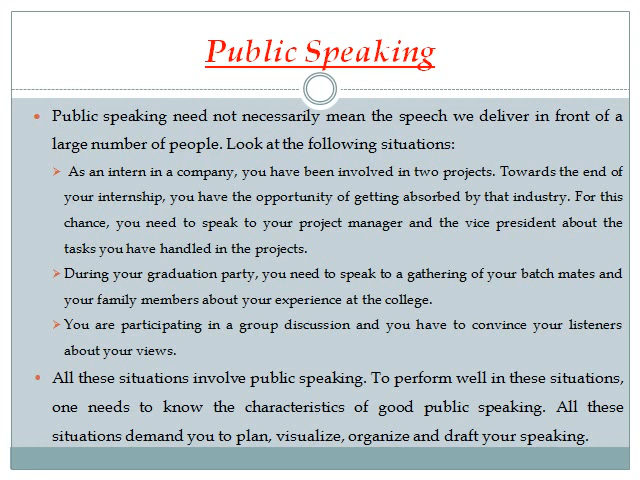 Public Speaking
• Public speaking need not necessarily mean the speech we deliver in front of a
large number of people. Look at the following situations:
➢ As an intern in a company, you have been involved in two projects. Towards the end of
your internship, you have the opportunity of getting absorbed by that industry. For this
chance, you need to speak to your project manager and the vice president about the
tasks you have handled in the projects.
➢ During your graduation party, you need to speak to a gathering of your batch mates and
your family members about your experience at the college.
➢ You are participating in a group discussion and you have to convince your listeners
about your views.
• All these situations involve public speaking. To perform well in these situations,
one needs to know the characteristics of good public speaking. All these
situations demand you to plan, visualize, organize and draft your speaking.